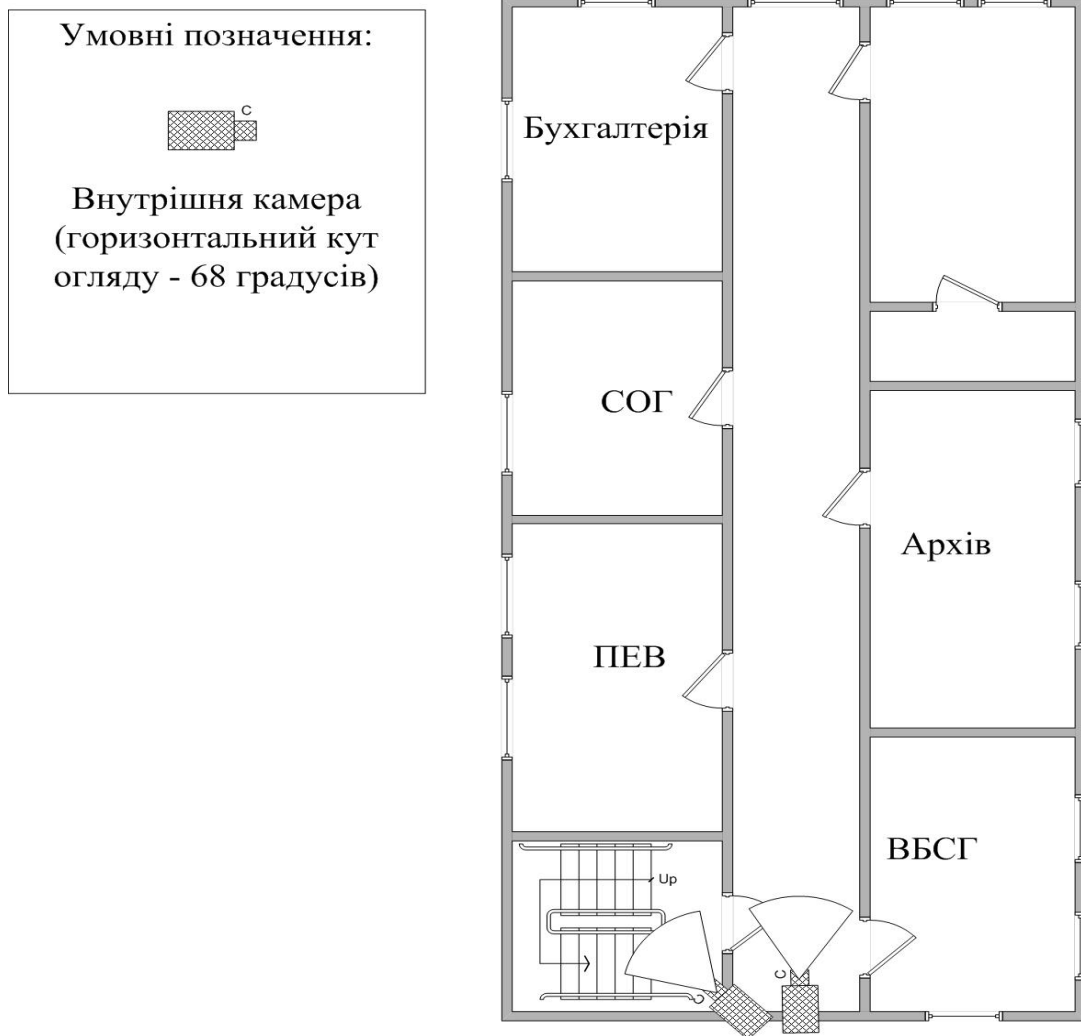 Умовні позначення:
C
Внутрішня камера
(горизонтальний кут
огляду - 68 градусів)
Бухгалтерія
СОГ
Архів
ПЕВ
ВБСГ
Up
C
C